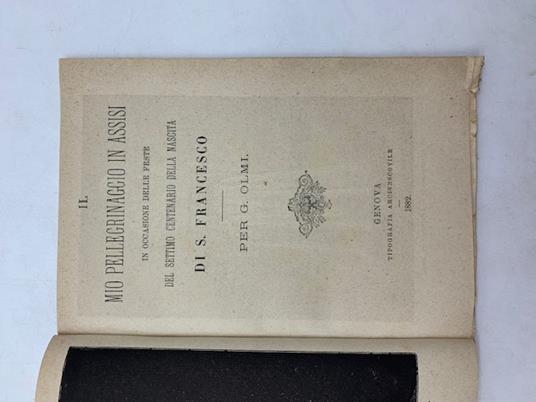 IL
MIO PELLEGRINAGGIO IN ASSISI
IN OCCASIONE DELLE FESTE
DEL SETTIMO CENTENARIO DELLA NASCITA
DI S. FRANCESCO
PER G. OLMI.
GENOVA
TIPOGRAFIA ARCIVESCOVILE
1882.